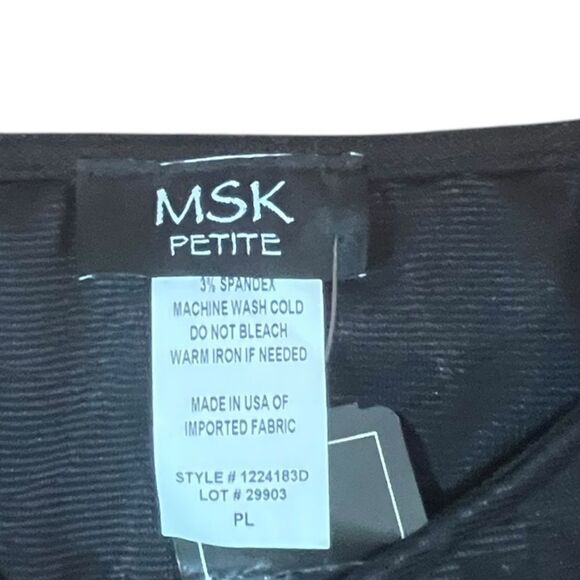 MSK
PETITE
3% SPANDEX
MACHINE WASH COLD
DO NOT BLEACH
WARM IRON IF NEEDED
MADE IN USA OF
IMPORTED FABRIC
STYLE # 1224183D
LOT # 29903
PL